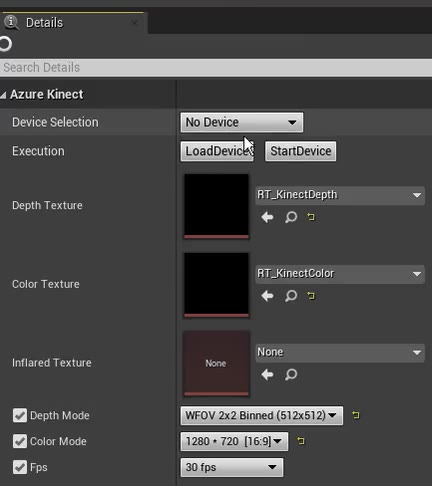 Details
Search Details
Azure Kinect
Device Selection No Device
Execution LoadDevice StartDevice
Depth Texture RT_KinectDepth
Color Texture RT_KinectColor
Inflared Texture None None
Depth Mode WFOV 2x2 Binned (512x512)
Color Mode 1280 * 720 [16:9]
Fps 30 fps